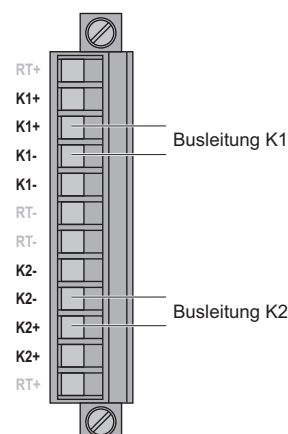 RT+
K1+
K1+
Busleitung K1
K1-
K1-
RT-
RT-
K2-
K2-
Busleitung K2
K2+
K2+
RT+